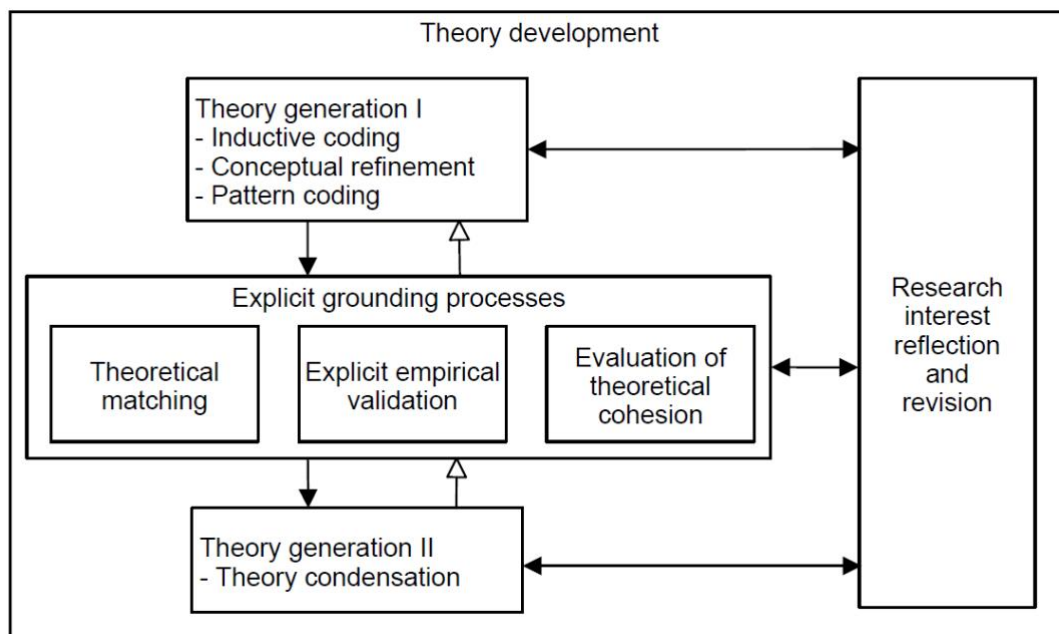 Theory development
Theory generation I
- Inductive coding
- Conceptual refinement
- Pattern coding
Explicit grounding processes
Theoretical
matching
Explicit empirical
validation
Evaluation of
theoretical
cohesion
Theory generation II
- Theory condensation
Research
interest
reflection
and
revision